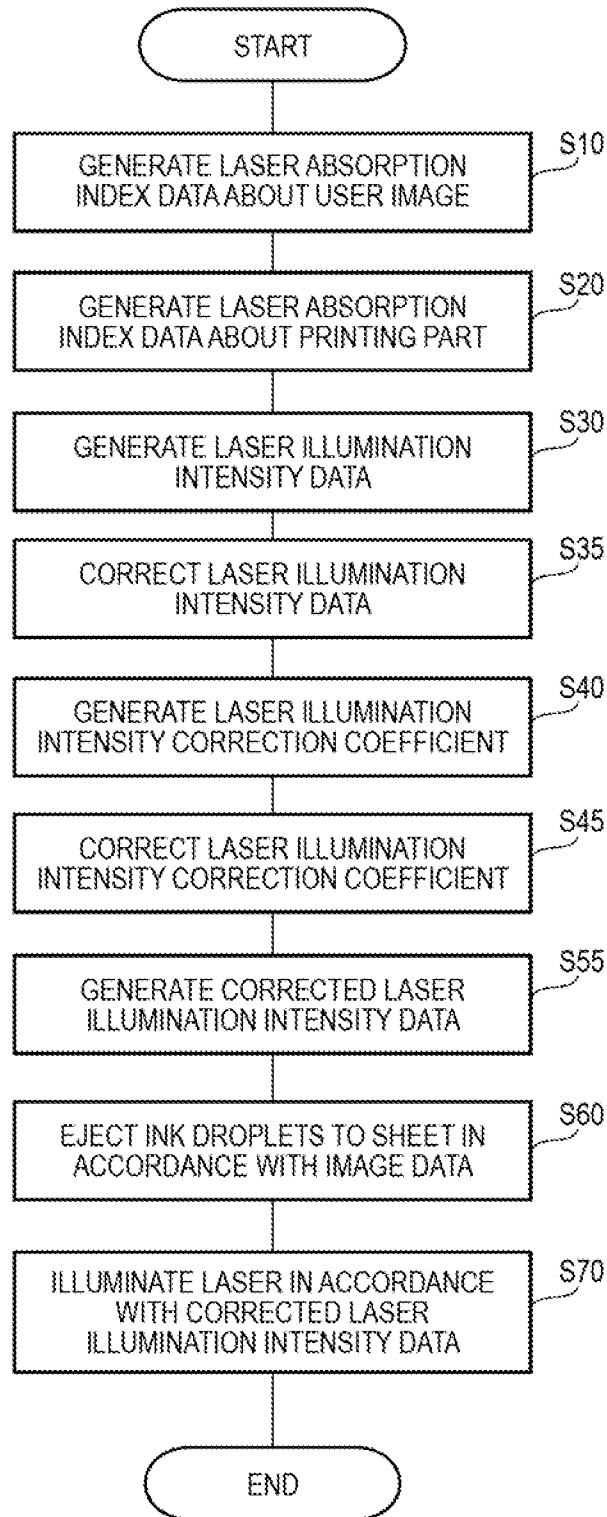 START
S10
GENERATE LASER ABSORPTION
INDEX DATA ABOUT USER IMAGE
S20
GENERATE LASER ABSORPTION
INDEX DATA ABOUT PRINTING PART
S30
GENERATE LASER ILLUMINATION
INTENSITY DATA
S35
CORRECT LASER ILLUMINATION
INTENSITY DATA
S40
GENERATE LASER ILLUMINATION
INTENSITY CORRECTION COEFFICIENT
S45
CORRECT LASER ILLUMINATION
INTENSITY CORRECTION COEFFICIENT
S55
GENERATE CORRECTED LASER
ILLUMINATION INTENSITY DATA
S60
EJECT INK DROPLETS TO SHEET IN
ACCORDANCE WITH IMAGE DATA
S70
ILLUMINATE LASER IN ACCORDANCE
WITH CORRECTED LASER
ILLUMINATION INTENSITY DATA
END